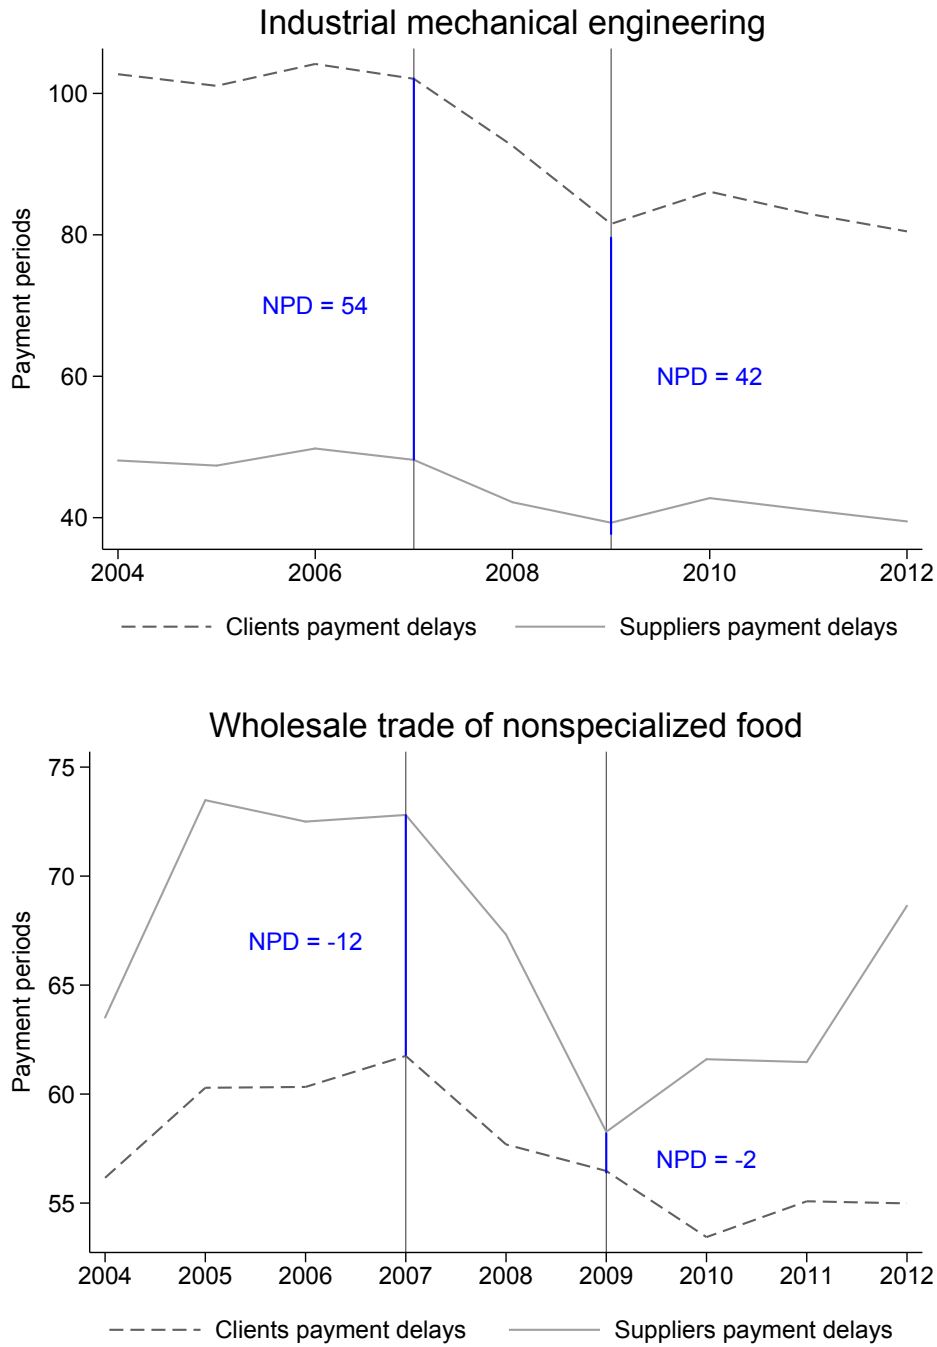 Industrial mechanical engineering
Payment periods
100
80
60
40
NPD = 54
NPD = 42
2004 2006 2008 2010 2012
Clients payment delays Suppliers payment delays
Wholesale trade of nonspecialized food
Payment periods
75
70
65
60
55
NPD = -12
NPD = -2
2004 2005 2006 2007 2008 2009 2010 2011 2012
Clients payment delays Suppliers payment delays